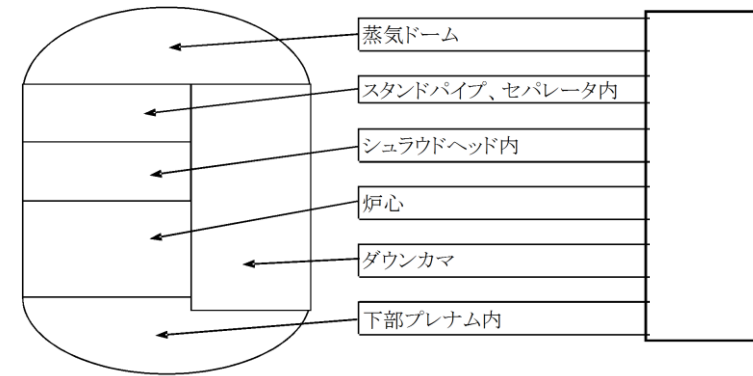 蒸気ドーム
スタンドパイプ、セパレータ内
シュラウドヘッド内
炉心
ダウンカマ
下部プレナム内